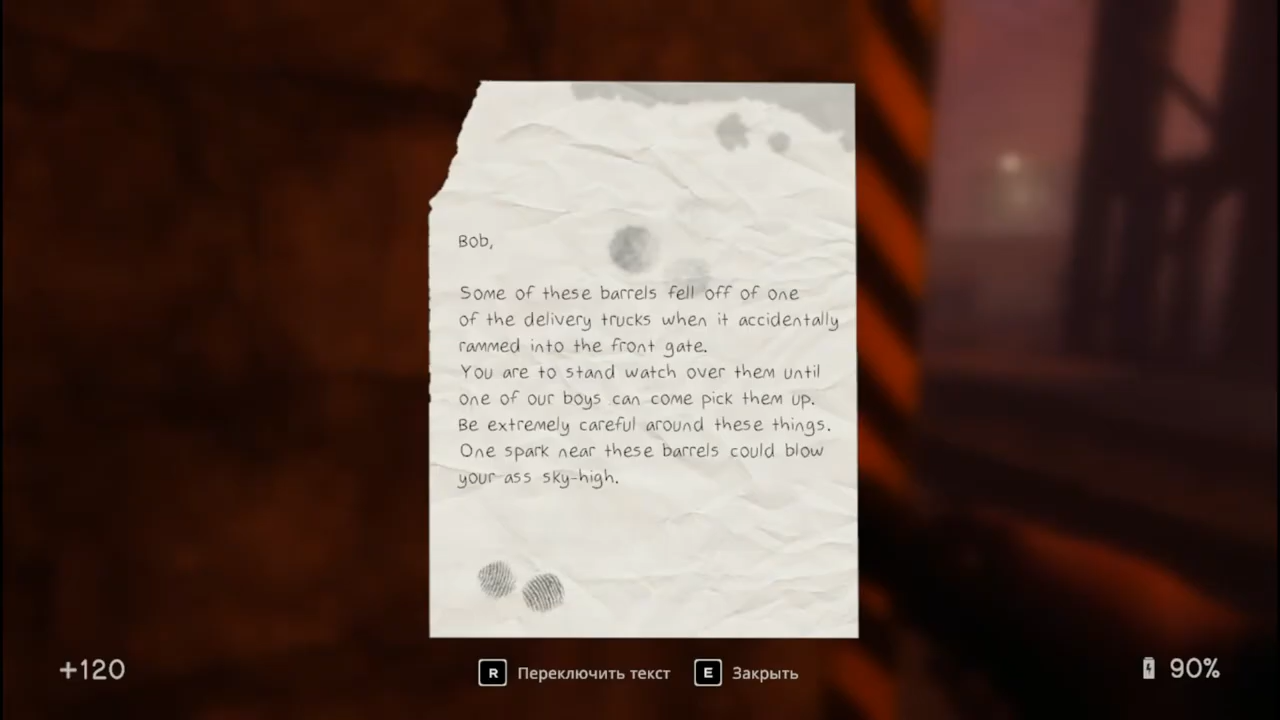 Bob,
Some of these barrels fell off of one
of the delivery trucks when it accidentally
rammed into the front gate.
You are to stand watch over them until
one of our boys can come pick them up.
Be extremely careful around these things.
One spark near these barrels could blow
your ass sky-high.
+120
R Переключить текст E Закрыть
90%